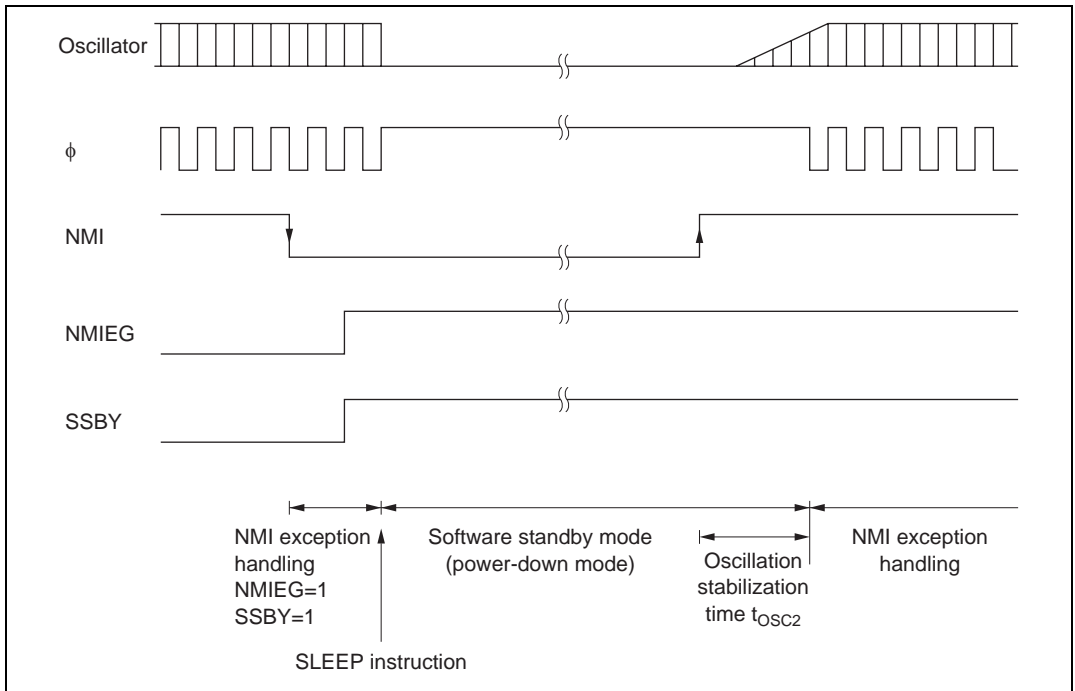 Oscillator
φ
NMI
NMIEG
SSBY
NMI exception
handling
NMIEG=1
SSBY=1
Software standby mode
(power-down mode)
Oscillation
stabilization
time tOSC2
NMI exception
handling
SLEEP instruction